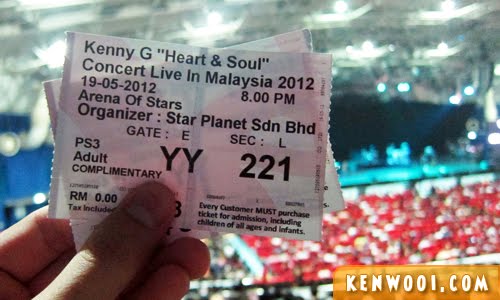 Kenny G "Heart & Soul"
Concert Live In Malaysia 2012
19-05-2012 8.00 PM
Arena Of Stars
Organizer : Star Planet Sdn Bhd
GATE : E SEC : L
PS3
Adult YY 221
COMPLIMENTARY
RM 0.00
Tax Included
Every Customer MUST purchase
ticket for admission, including
children of all ages and infants.
KENWOOI.COM